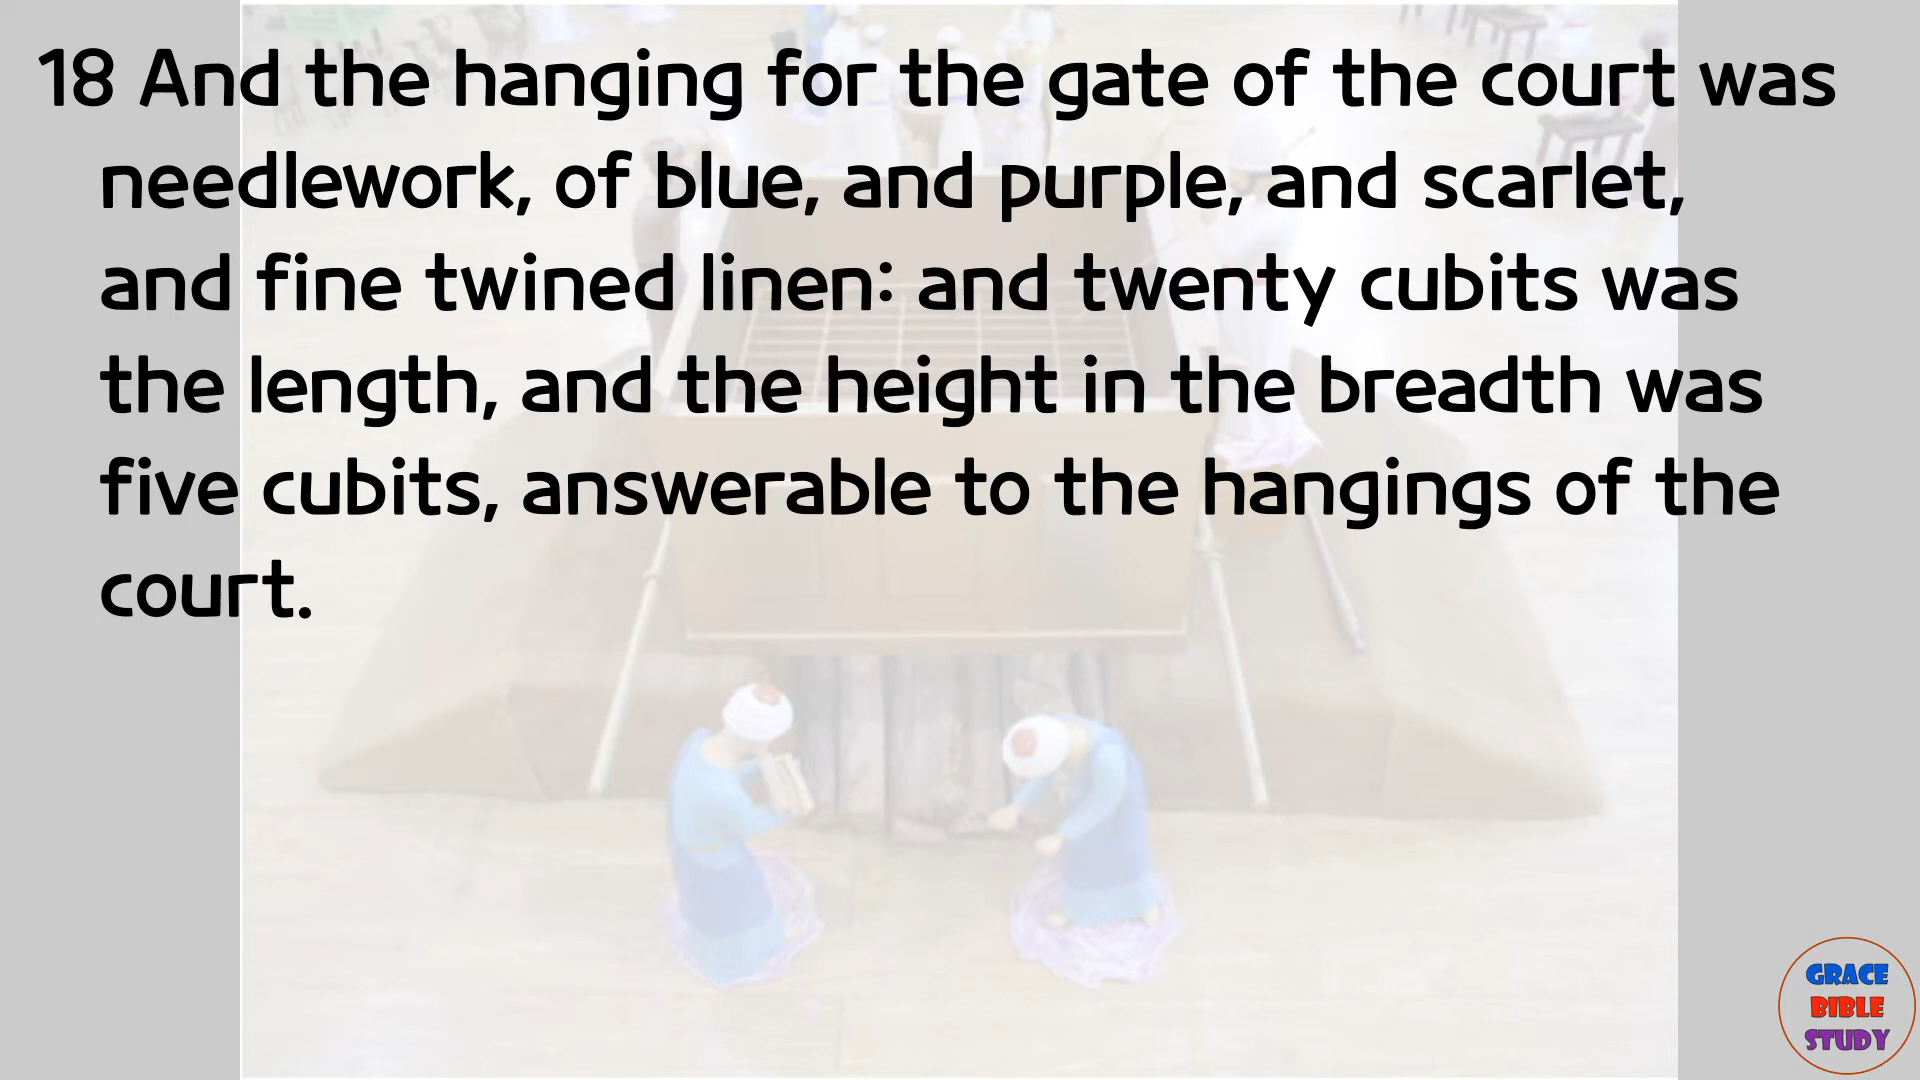 18 And the hanging for the gate of the court was
needlework, of blue, and purple, and scarlet,
and fine twined linen: and twenty cubits was
the length, and the height in the breadth was
five cubits, answerable to the hangings of the
court.
GRACE
BIBLE
STUDY